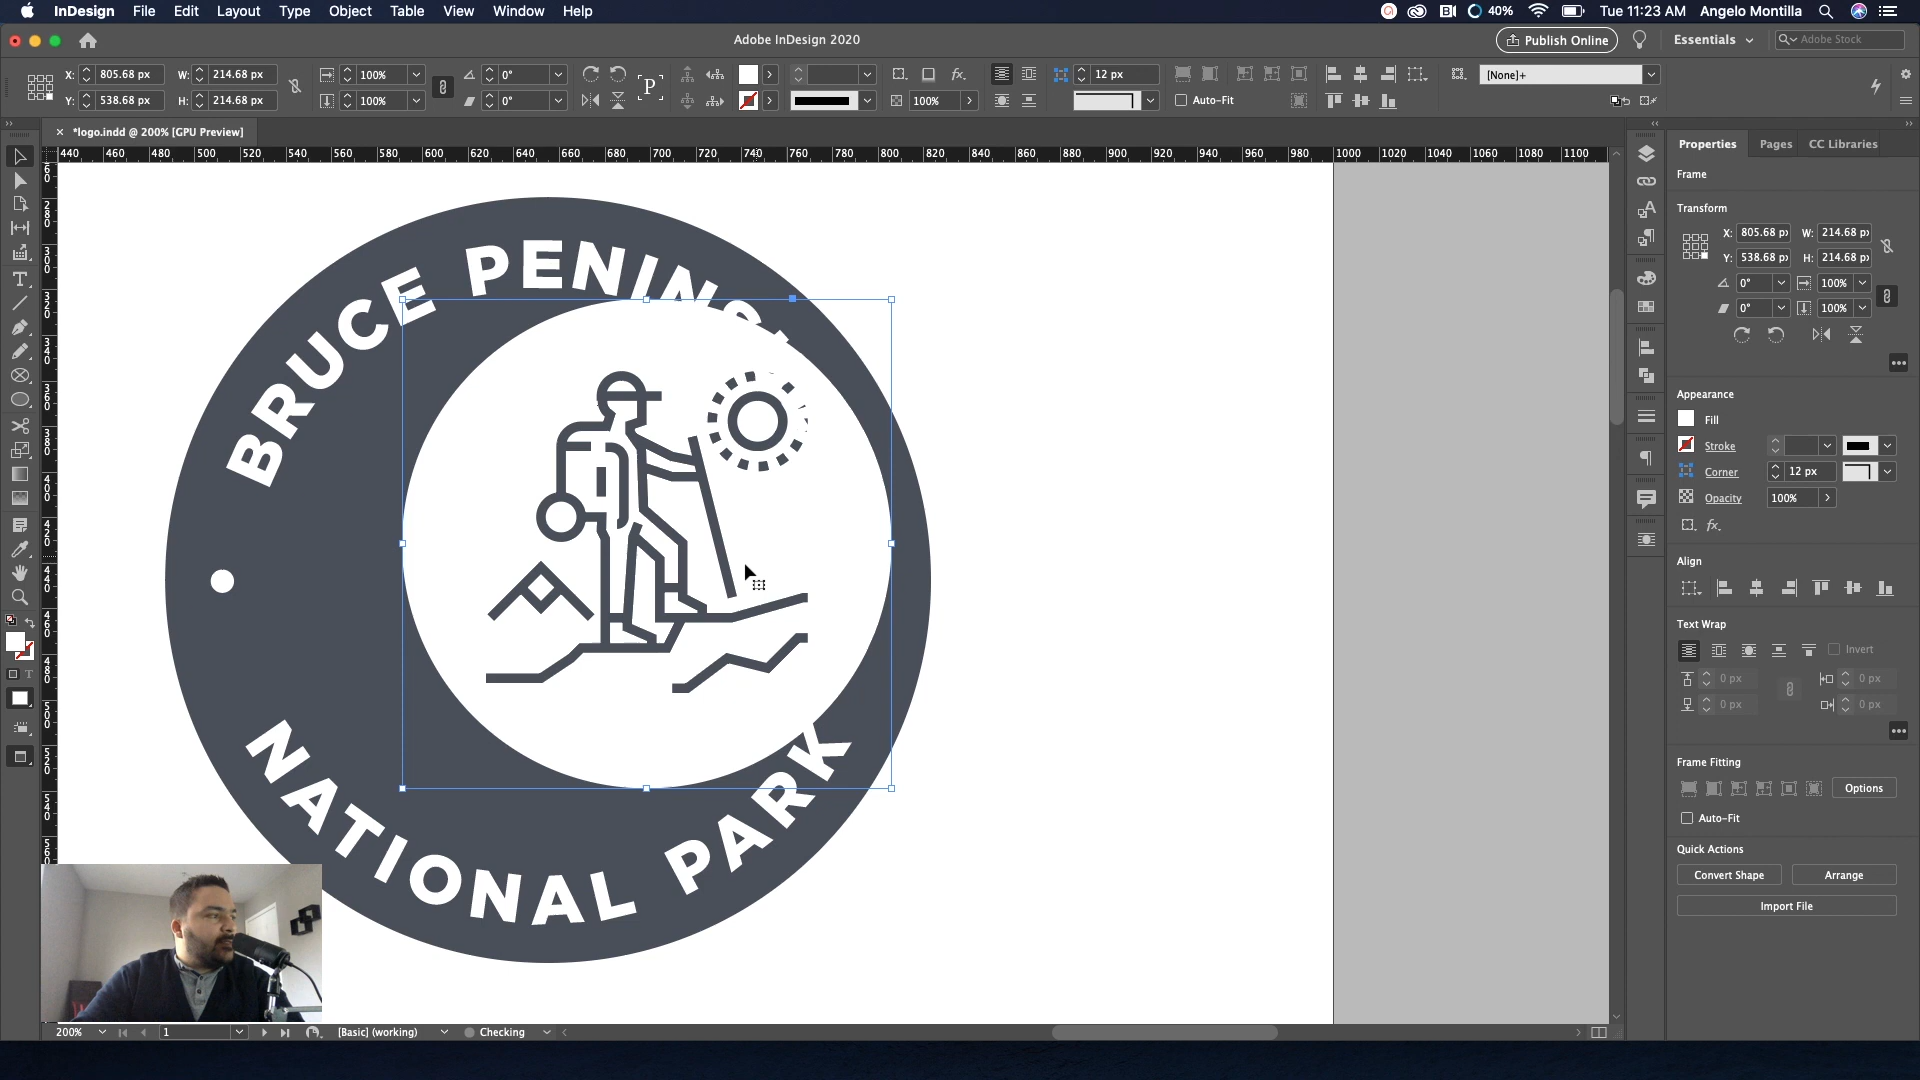 InDesign File Edit Layout Type Object Table View Window Help 40% Tue 11:23 AM Angelo Montilla
Adobe InDesign 2020 Publish Online Essentials Adobe Stock
X: 805.68 px W: 214.68 px 100% 0° P fx. 12 px [None]+
Y: 538.68 px H: 214.68 px 100% 0° 100% Auto-Fit
*logo.indd @ 200% [GPU Preview]
Properties Pages CC Libraries
440 460 480 500 520 540 560 580 600 620 640 660 680 700 720 740 760 780 800 820 840 860 880 900 920 940 960 980 1000 1020 1040 1060 1080 1100
Frame
Transform
X: 805.68 px W: 214.68 px
Y: 538.68 px H: 214.68 px
0° 100%
0° 100%
Appearance
Fill
Stroke
Corner 12 px
Opacity 100%
fx.
Align
Text Wrap
Invert
0 px 0 px
0 px 0 px
Frame Fitting
Options
Auto-Fit
Quick Actions
Convert Shape Arrange
Import File
BRUCE PENINS
NATIONAL PARK
200% 1 [Basic] (working) Checking